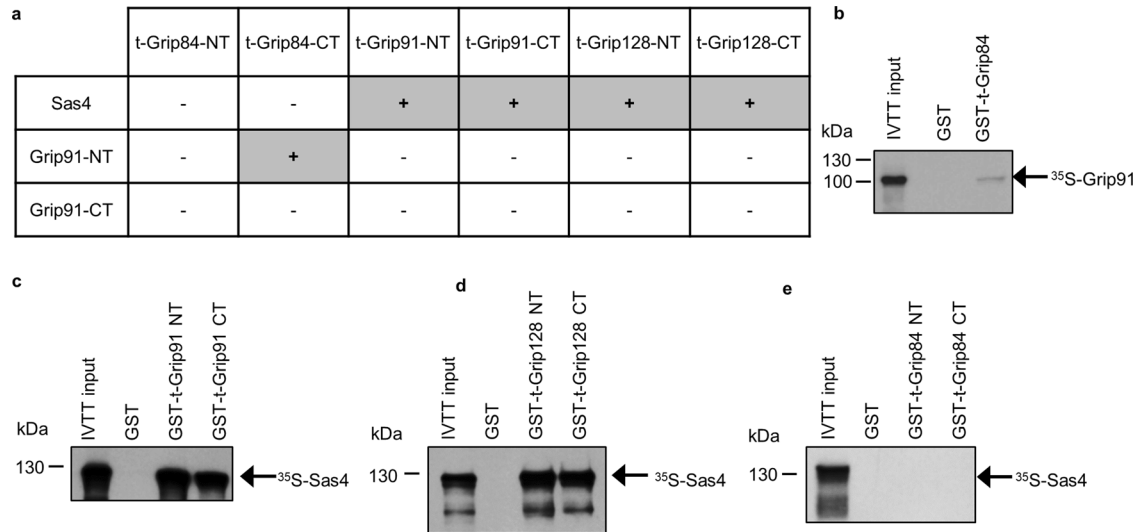 a
t-Grip84-NT t-Grip84-CT t-Grip91-NT t-Grip91-CT t-Grip128-NT t-Grip128-CT
Sas4 - - + + + +
Grip91-NT - + - - - -
Grip91-CT - - - - - -
b
IVTT input
GST
GST-t-Grip84
kDa
130
100
³⁵S-Grip91
c
IVTT input
GST
GST-t-Grip91 NT
GST-t-Grip91 CT
kDa
130
³⁵S-Sas4
d
IVTT input
GST
GST-t-Grip128 NT
GST-t-Grip128 CT
kDa
130
³⁵S-Sas4
e
IVTT input
GST
GST-t-Grip84 NT
GST-t-Grip84 CT
kDa
130
³⁵S-Sas4